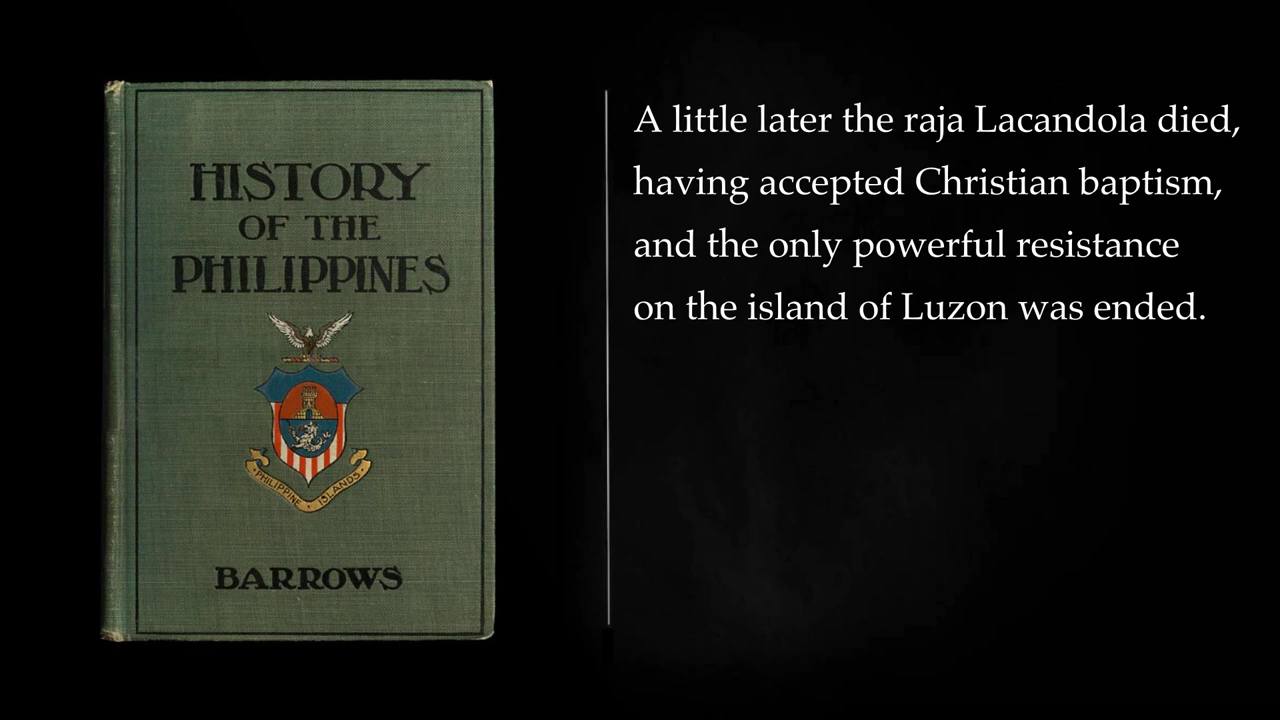 HISTORY
OF THE
PHILIPPINES
PHILIPPINE ISLANDS
BARROWS
A little later the raja Lacandola died,
having accepted Christian baptism,
and the only powerful resistance
on the island of Luzon was ended.